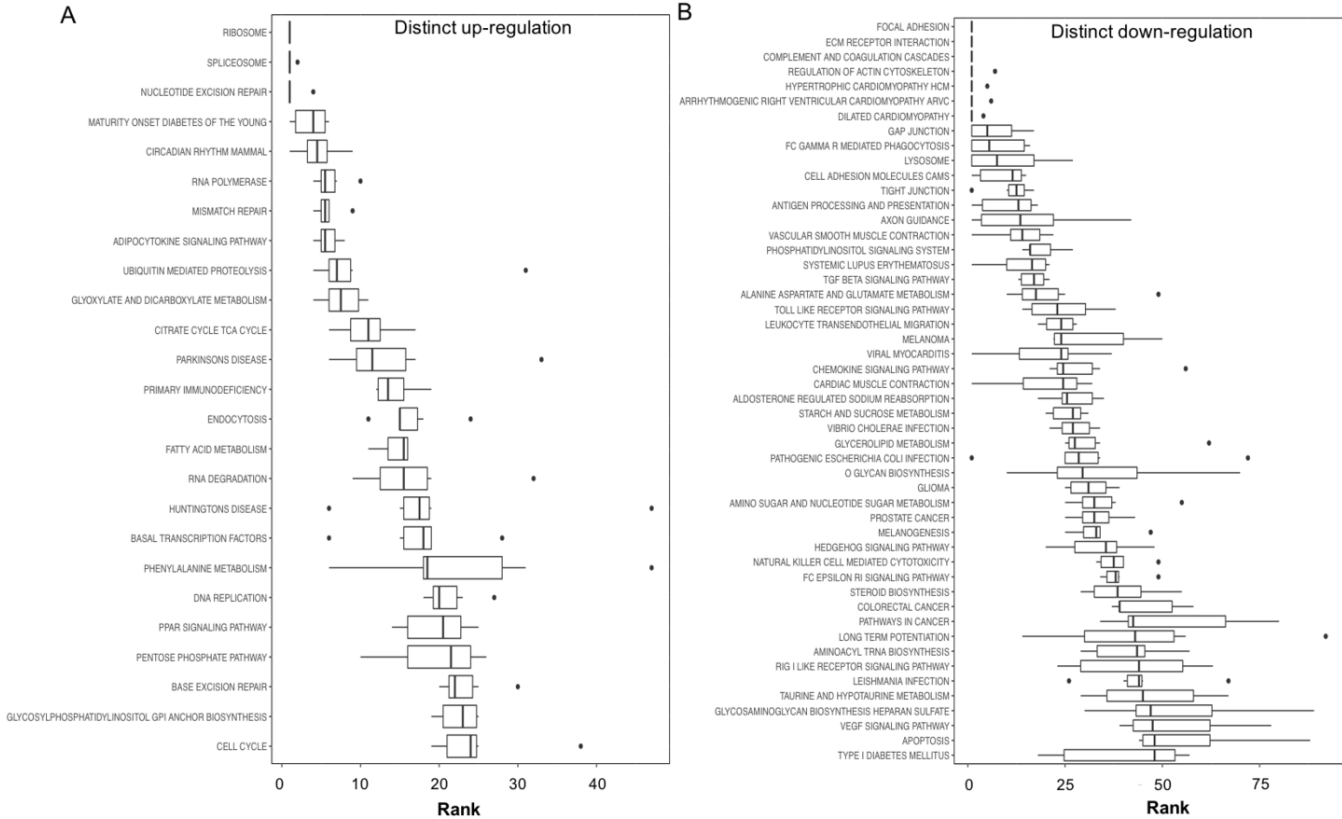 A
Distinct up-regulation
RIBOSOME
SPLICEOSOME
NUCLEOTIDE EXCISION REPAIR
MATURITY ONSET DIABETES OF THE YOUNG
CIRCADIAN RHYTHM MAMMAL
RNA POLYMERASE
MISMATCH REPAIR
ADIPOCYTOKINE SIGNALING PATHWAY
UBIQUITIN MEDIATED PROTEOLYSIS
GLYOXYLATE AND DICARBOXYLATE METABOLISM
CITRATE CYCLE TCA CYCLE
PARKINSONS DISEASE
PRIMARY IMMUNODEFICIENCY
ENDOCYTOSIS
FATTY ACID METABOLISM
RNA DEGRADATION
HUNTINGTONS DISEASE
BASAL TRANSCRIPTION FACTORS
PHENYLALANINE METABOLISM
DNA REPLICATION
PPAR SIGNALING PATHWAY
PENTOSE PHOSPHATE PATHWAY
BASE EXCISION REPAIR
GLYCOSYLPHOSPHATIDYLINOSITOL GPI ANCHOR BIOSYNTHESIS
CELL CYCLE
0 10 20 30 40
Rank
B
Distinct down-regulation
FOCAL ADHESION
ECM RECEPTOR INTERACTION
COMPLEMENT AND COAGULATION CASCADES
REGULATION OF ACTIN CYTOSKELETON
HYPERTROPHIC CARDIOMYOPATHY HCM
ARRHYTHMOGENIC RIGHT VENTRICULAR CARDIOMYOPATHY ARVC
DILATED CARDIOMYOPATHY
GAP JUNCTION
FC GAMMA R MEDIATED PHAGOCYTOSIS
LYSOSOME
CELL ADHESION MOLECULES CAMS
TIGHT JUNCTION
ANTIGEN PROCESSING AND PRESENTATION
AXON GUIDANCE
VASCULAR SMOOTH MUSCLE CONTRACTION
PHOSPHATIDYLINOSITOL SIGNALING SYSTEM
SYSTEMIC LUPUS ERYTHEMATOSUS
TGF BETA SIGNALING PATHWAY
ALANINE ASPARTATE AND GLUTAMATE METABOLISM
TOLL LIKE RECEPTOR SIGNALING PATHWAY
LEUKOCYTE TRANSENDOTHELIAL MIGRATION
MELANOMA
VIRAL MYOCARDITIS
CHEMOKINE SIGNALING PATHWAY
CARDIAC MUSCLE CONTRACTION
ALDOSTERONE REGULATED SODIUM REABSORPTION
STARCH AND SUCROSE METABOLISM
VIBRIO CHOLERAE INFECTION
GLYCEROLIPID METABOLISM
PATHOGENIC ESCHERICHIA COLI INFECTION
O GLYCAN BIOSYNTHESIS
GLIOMA
AMINO SUGAR AND NUCLEOTIDE SUGAR METABOLISM
PROSTATE CANCER
MELANOGENESIS
HEDGEHOG SIGNALING PATHWAY
NATURAL KILLER CELL MEDIATED CYTOTOXICITY
FC EPSILON RI SIGNALING PATHWAY
STEROID BIOSYNTHESIS
COLORECTAL CANCER
PATHWAYS IN CANCER
LONG TERM POTENTIATION
AMINOACYL TRNA BIOSYNTHESIS
RIG I LIKE RECEPTOR SIGNALING PATHWAY
LEISHMANIA INFECTION
TAURINE AND HYPOTAURINE METABOLISM
GLYCOSAMINOGLYCAN BIOSYNTHESIS HEPARAN SULFATE
VEGF SIGNALING PATHWAY
APOPTOSIS
TYPE I DIABETES MELLITUS
0 25 50 75
Rank